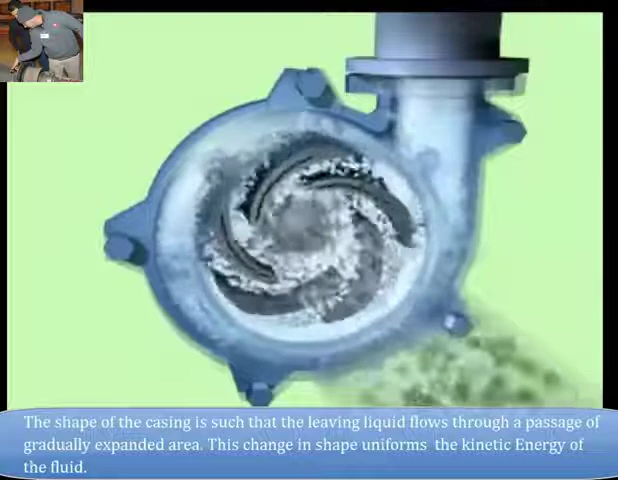 The shape of the casing is such that the leaving liquid flows through a passage of
gradually expanded area. This change in shape uniforms the kinetic Energy of
the fluid.